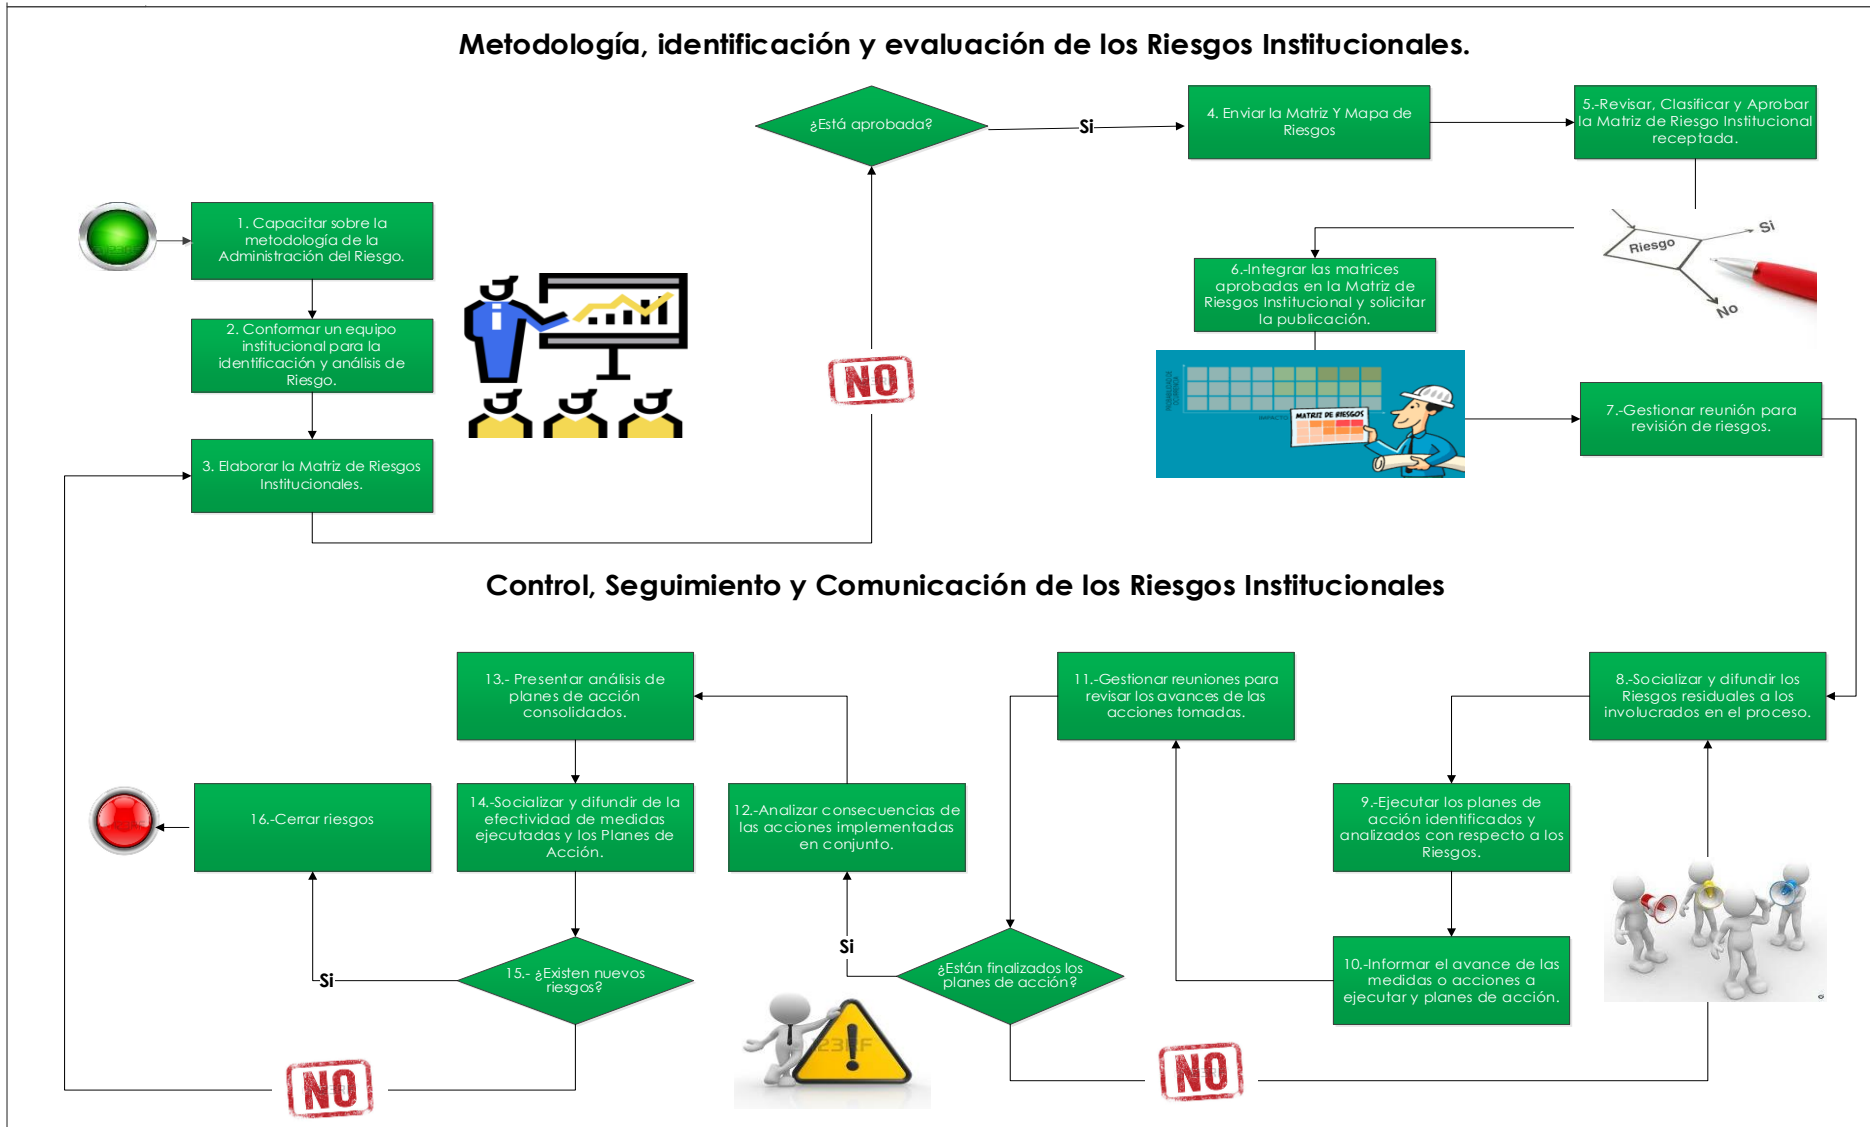 Metodología, identificación y evaluación de los Riesgos Institucionales.
¿Está aprobada?
Si
4. Enviar la Matriz Y Mapa de
Riesgos
5.-Revisar, Clasificar y Aprobar
la Matriz de Riesgo Institucional
receptada.
1. Capacitar sobre la
metodología de la
Administración del Riesgo.
Riesgo
Si
No
6.-Integrar las matrices
aprobadas en la Matriz de
Riesgos Institucional y solicitar
la publicación.
2. Conformar un equipo
institucional para la
identificación y análisis de
Riesgo.
NO
PROBABILIDAD DE
OCURRENCIA
IMPACTO
MATRIZ DE RIESGOS
7.-Gestionar reunión para
revisión de riesgos.
3. Elaborar la Matriz de Riesgos
Institucionales.
Control, Seguimiento y Comunicación de los Riesgos Institucionales
13.- Presentar análisis de
planes de acción
consolidados.
11.-Gestionar reuniones para
revisar los avances de las
acciones tomadas.
8.-Socializar y difundir los
Riesgos residuales a los
involucrados en el proceso.
16.-Cerrar riesgos
14.-Socializar y difundir de la
efectividad de medidas
ejecutadas y los Planes de
Acción.
12.-Analizar consecuencias de
las acciones implementadas
en conjunto.
9.-Ejecutar los planes de
acción identificados y
analizados con respecto a los
Riesgos.
Si
15.- ¿Existen nuevos
riesgos?
Si
¿Están finalizados los
planes de acción?
10.-Informar el avance de las
medidas o acciones a
ejecutar y planes de acción.
123RF
NO
NO